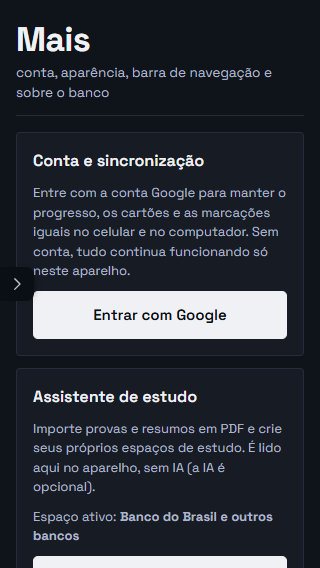 Mais
conta, aparência, barra de navegação e
sobre o banco
Conta e sincronização
Entre com a conta Google para manter o
progresso, os cartões e as marcações
iguais no celular e no computador. Sem
conta, tudo continua funcionando só
neste aparelho.
Entrar com Google
Assistente de estudo
Importe provas e resumos em PDF e crie
seus próprios espaços de estudo. É lido
aqui no aparelho, sem IA (a IA é
opcional).
Espaço ativo: Banco do Brasil e outros
bancos